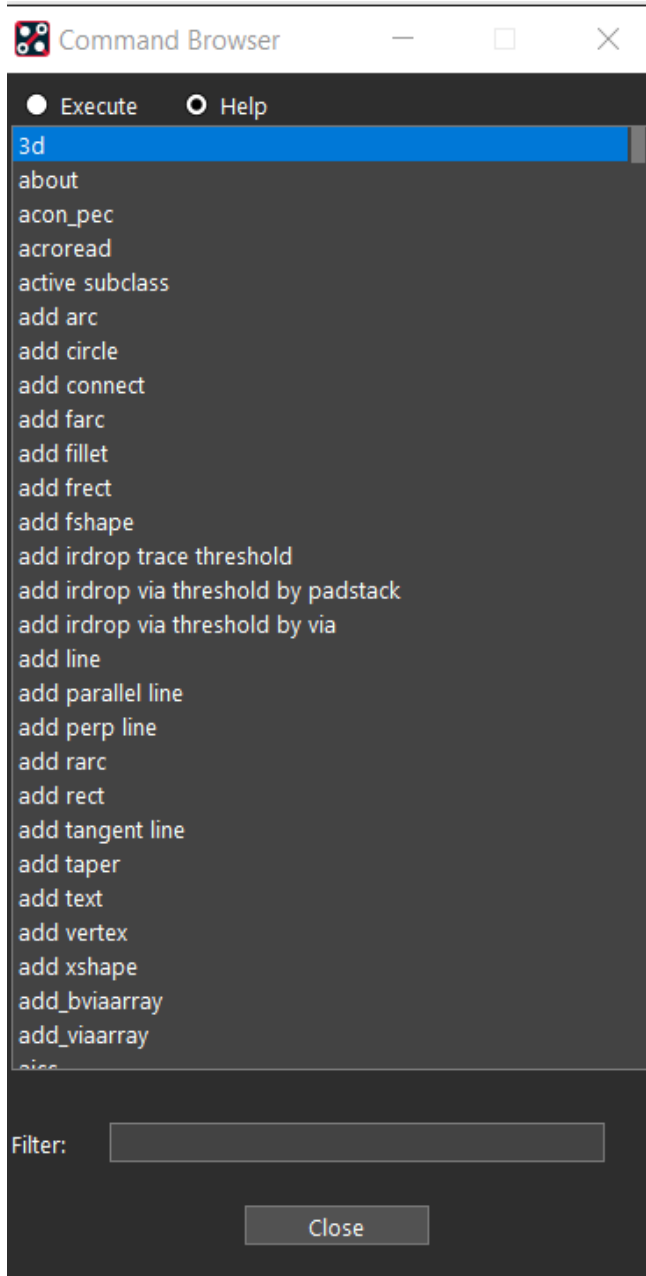 Command Browser
Execute Help
3d
about
acon_pec
acroread
active subclass
add arc
add circle
add connect
add farc
add fillet
add frect
add fshape
add irdrop trace threshold
add irdrop via threshold by padstack
add irdrop via threshold by via
add line
add parallel line
add perp line
add rarc
add rect
add tangent line
add taper
add text
add vertex
add xshape
add_bviaarray
add_viaarray
Filter:
Close